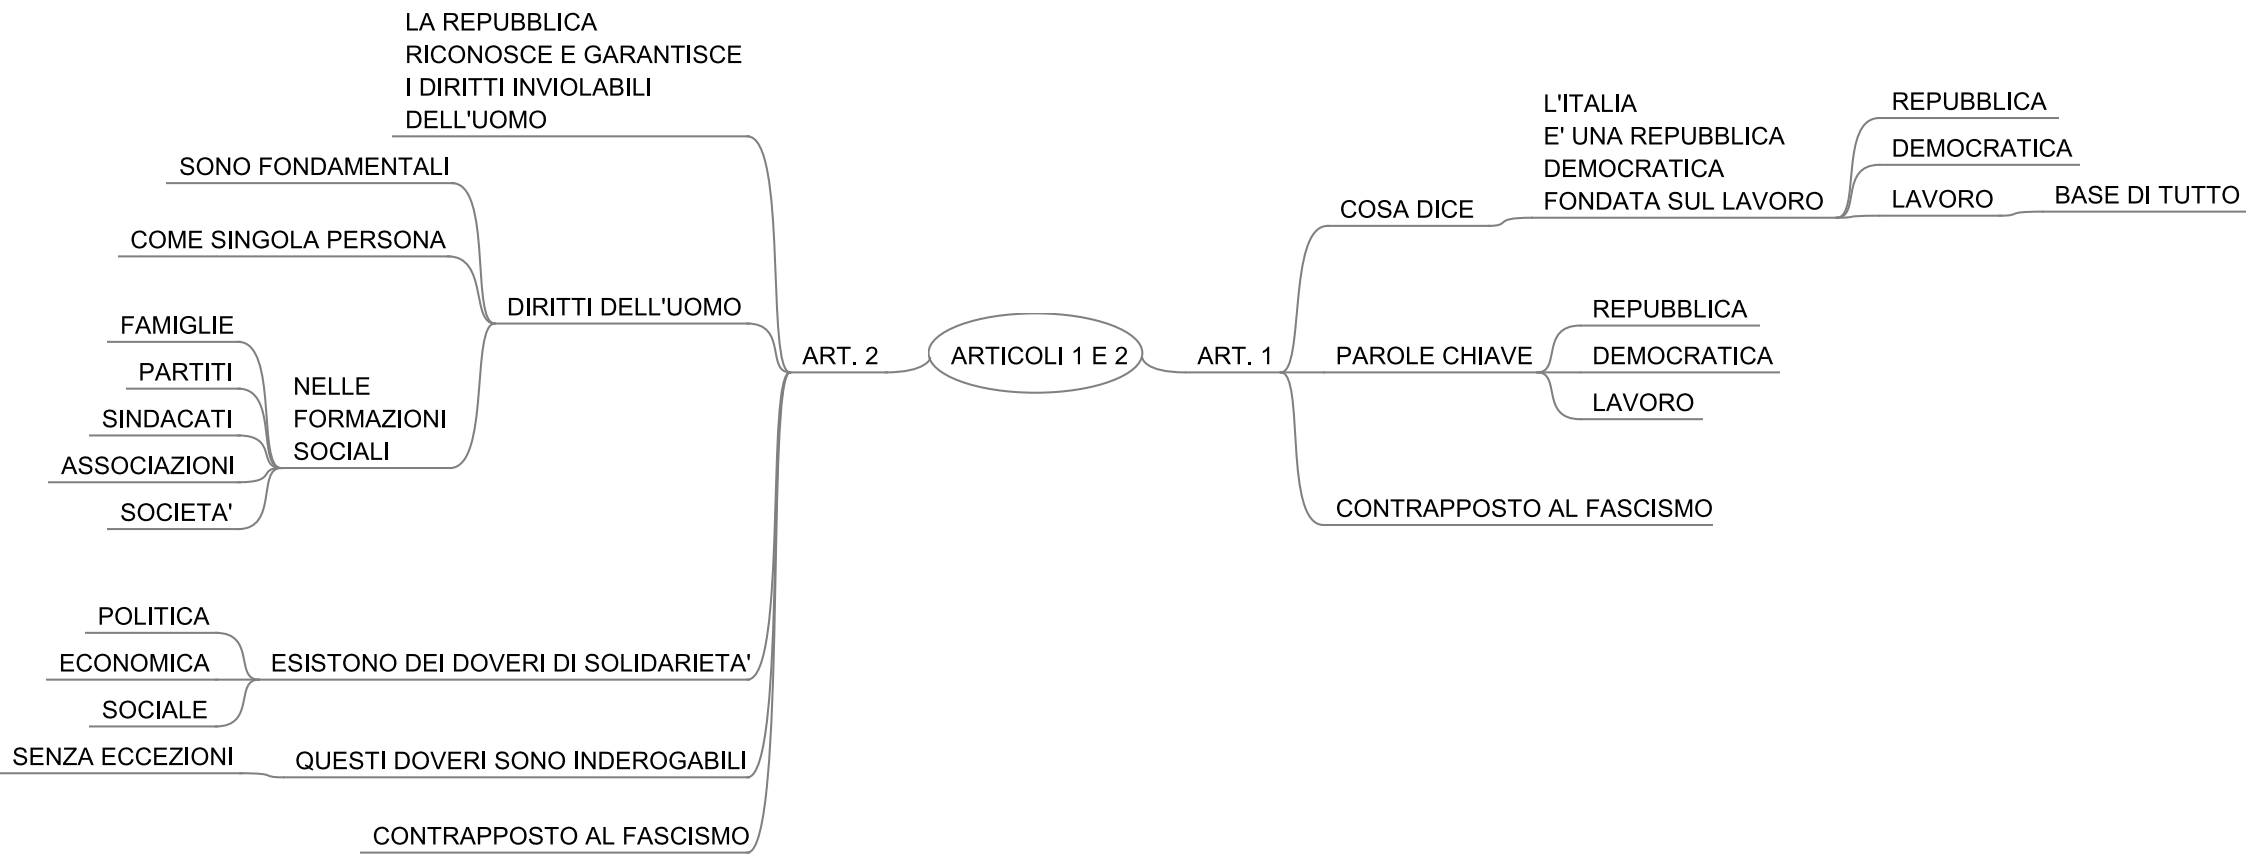 LA REPUBBLICA
RICONOSCE E GARANTISCE
I DIRITTI INVIOLABILI
DELL'UOMO
SONO FONDAMENTALI
COME SINGOLA PERSONA
DIRITTI DELL'UOMO
FAMIGLIE
PARTITI
SINDACATI
ASSOCIAZIONI
SOCIETA'
NELLE
FORMAZIONI
SOCIALI
POLITICA
ECONOMICA
SOCIALE
ESISTONO DEI DOVERI DI SOLIDARIETA'
SENZA ECCEZIONI
QUESTI DOVERI SONO INDEROGABILI
CONTRAPPOSTO AL FASCISMO
ART. 2
ARTICOLI 1 E 2
ART. 1
COSA DICE
L'ITALIA
E' UNA REPUBBLICA
DEMOCRATICA
FONDATA SUL LAVORO
REPUBBLICA
DEMOCRATICA
LAVORO
BASE DI TUTTO
PAROLE CHIAVE
REPUBBLICA
DEMOCRATICA
LAVORO
CONTRAPPOSTO AL FASCISMO